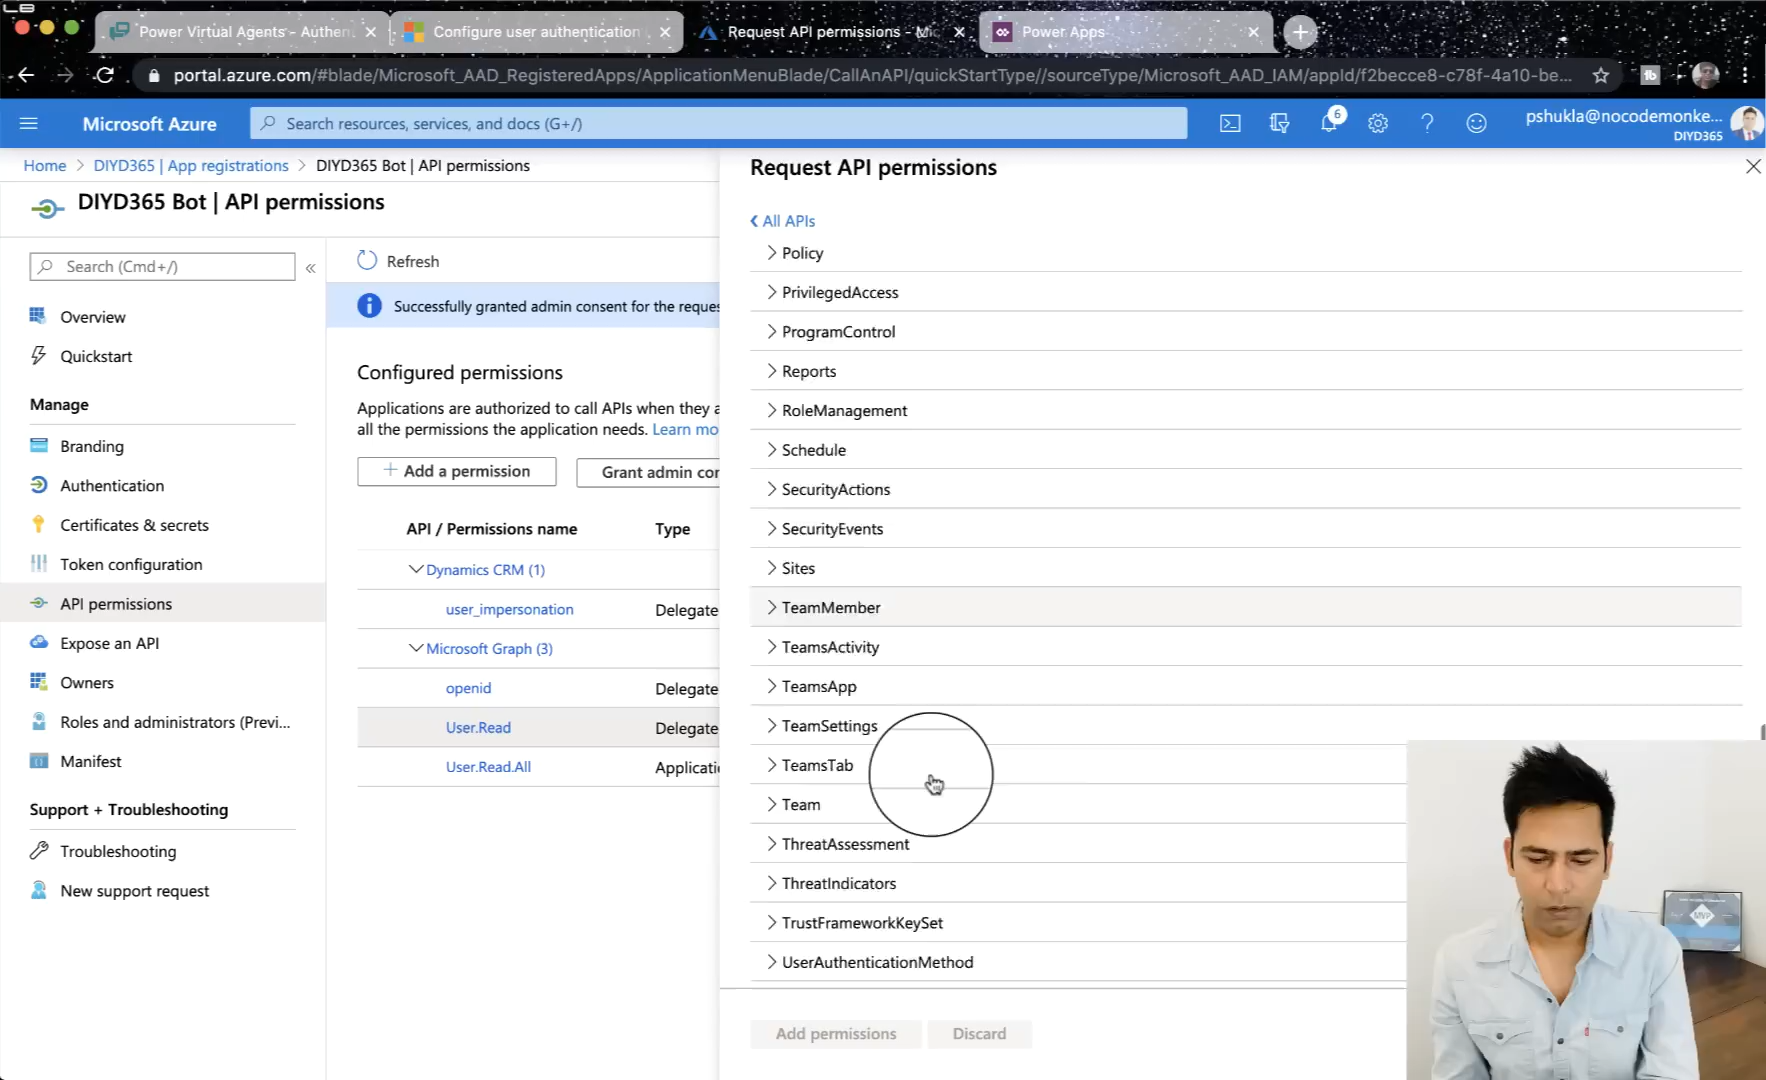 Power Virtual Agents - Authen
Configure user authentication
Request API permissions - Mic
Power Apps
portal.azure.com/#blade/Microsoft_AAD_RegisteredApps/ApplicationMenuBlade/CallAnAPI/quickStartType//sourceType/Microsoft_AAD_IAM/appId/f2becce8-c78f-4a10-be...
Microsoft Azure
Search resources, services, and docs (G+/)
6
pshukla@nocodemonke...
DIYD365
Home > DIYD365 | App registrations > DIYD365 Bot | API permissions
DIYD365 Bot | API permissions
Search (Cmd+/)
«
Overview
Quickstart
Manage
Branding
Authentication
Certificates & secrets
Token configuration
API permissions
Expose an API
Owners
Roles and administrators (Previ...
Manifest
Support + Troubleshooting
Troubleshooting
New support request
Refresh
Successfully granted admin consent for the reques
Configured permissions
Applications are authorized to call APIs when they a
all the permissions the application needs. Learn mo
+ Add a permission
Grant admin con
API / Permissions name
Type
Dynamics CRM (1)
user_impersonation
Delegate
Microsoft Graph (3)
openid
Delegate
User.Read
Delegate
User.Read.All
Applicati
Request API permissions
All APIs
Policy
PrivilegedAccess
ProgramControl
Reports
RoleManagement
Schedule
SecurityActions
SecurityEvents
Sites
TeamMember
TeamsActivity
TeamsApp
TeamSettings
TeamsTab
Team
ThreatAssessment
ThreatIndicators
TrustFrameworkKeySet
UserAuthenticationMethod
Add permissions
Discard
MVP